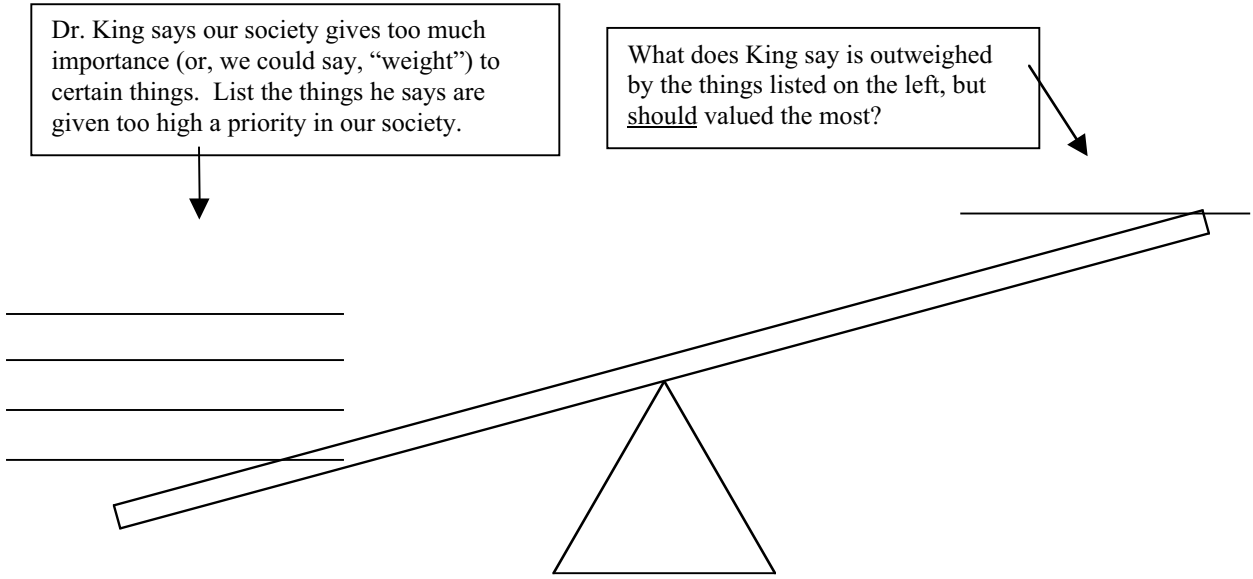 Dr. King says our society gives too much
importance (or, we could say, “weight”) to
certain things.  List the things he says are
given too high a priority in our society.
What does King say is outweighed
by the things listed on the left, but
should valued the most?